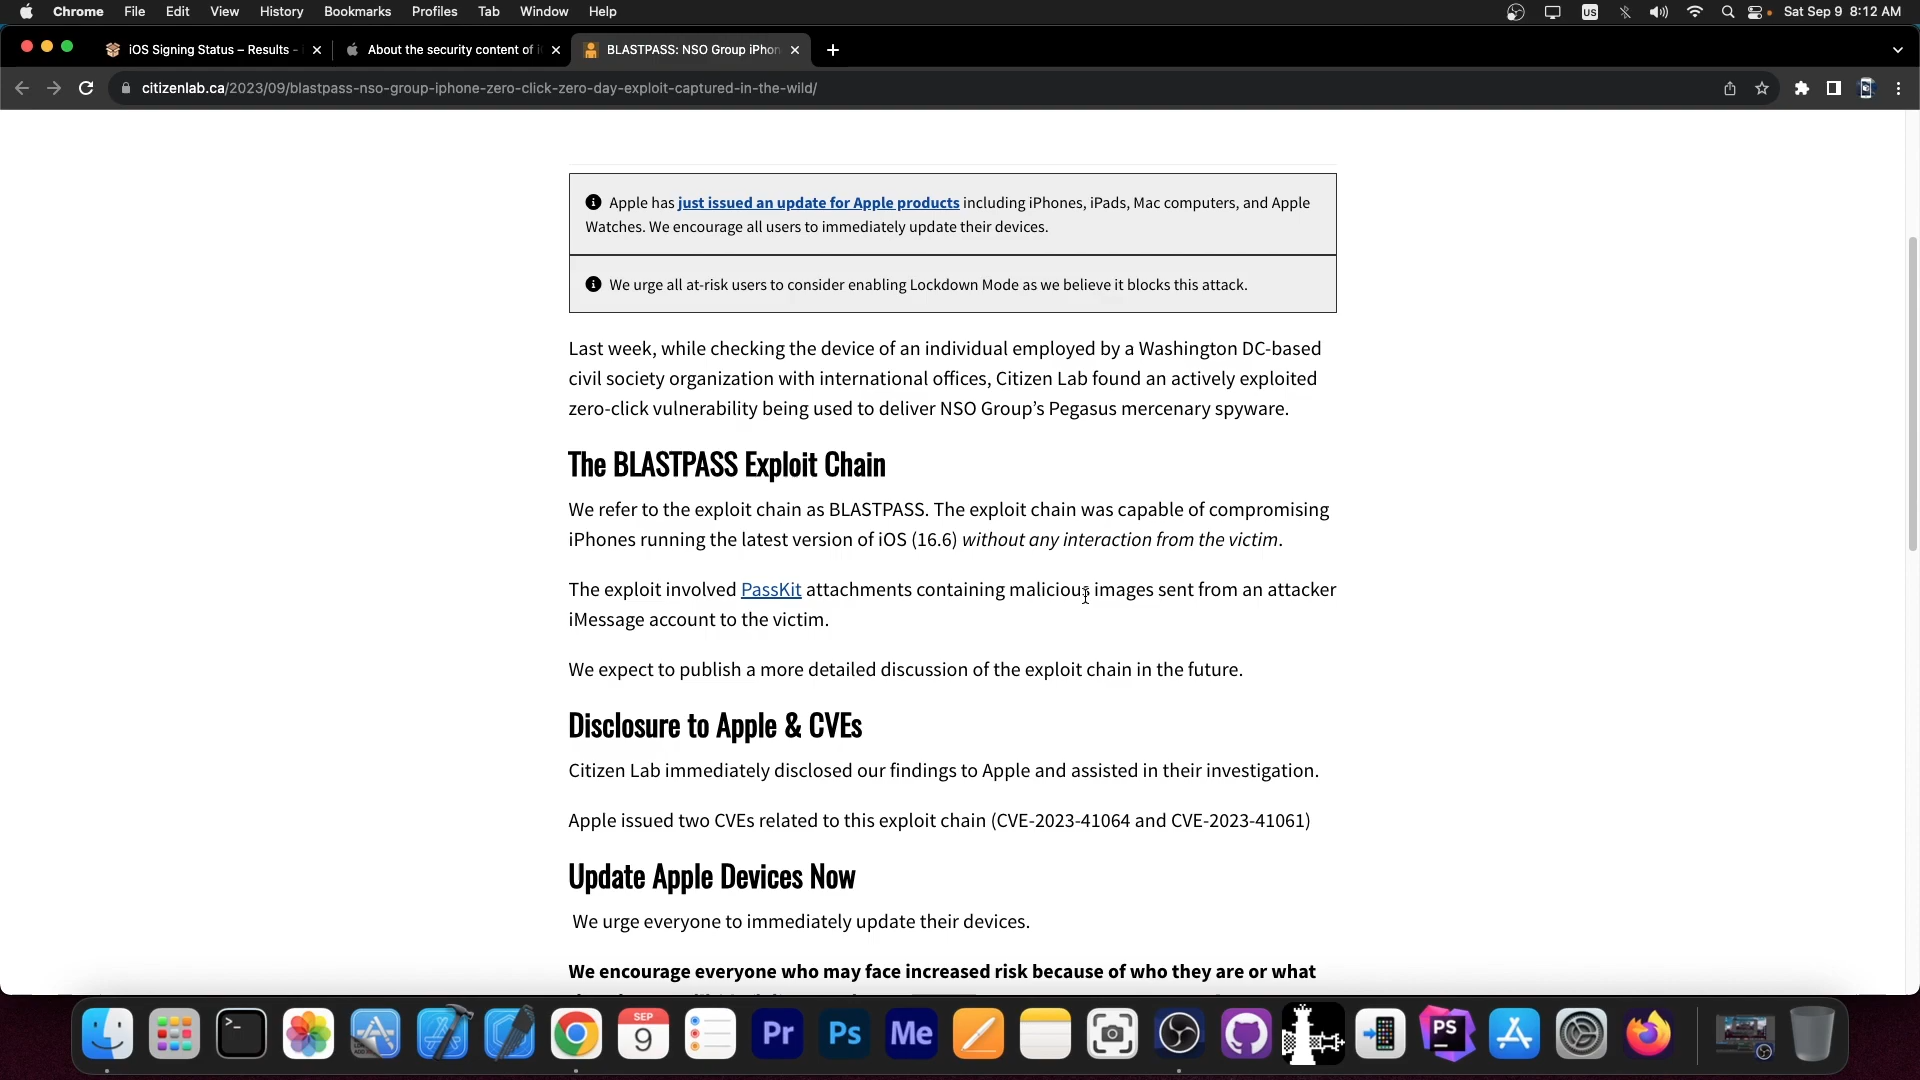 Chrome File Edit View History Bookmarks Profiles Tab Window Help US Sat Sep 9 8:12 AM
iOS Signing Status – Results - About the security content of BLASTPASS: NSO Group iPhon
citizenlab.ca/2023/09/blastpass-nso-group-iphone-zero-click-zero-day-exploit-captured-in-the-wild/
Apple has just issued an update for Apple products including iPhones, iPads, Mac computers, and Apple
Watches. We encourage all users to immediately update their devices.
We urge all at-risk users to consider enabling Lockdown Mode as we believe it blocks this attack.
Last week, while checking the device of an individual employed by a Washington DC-based
civil society organization with international offices, Citizen Lab found an actively exploited
zero-click vulnerability being used to deliver NSO Group’s Pegasus mercenary spyware.
The BLASTPASS Exploit Chain
We refer to the exploit chain as BLASTPASS. The exploit chain was capable of compromising
iPhones running the latest version of iOS (16.6) without any interaction from the victim.
The exploit involved PassKit attachments containing malicious images sent from an attacker
iMessage account to the victim.
We expect to publish a more detailed discussion of the exploit chain in the future.
Disclosure to Apple & CVEs
Citizen Lab immediately disclosed our findings to Apple and assisted in their investigation.
Apple issued two CVEs related to this exploit chain (CVE-2023-41064 and CVE-2023-41061)
Update Apple Devices Now
We urge everyone to immediately update their devices.
We encourage everyone who may face increased risk because of who they are or what
SEP
9 Pr Ps Me PS